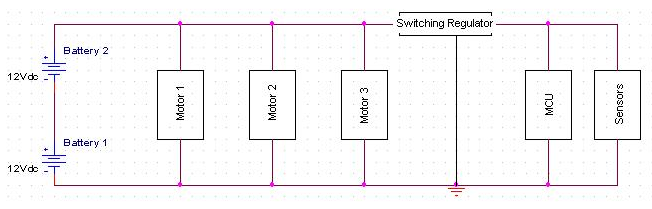 Switching Regulator
+
Battery 2
12Vdc
Motor 1
Motor 2
Motor 3
MCU
Sensors
+
Battery 1
12Vdc